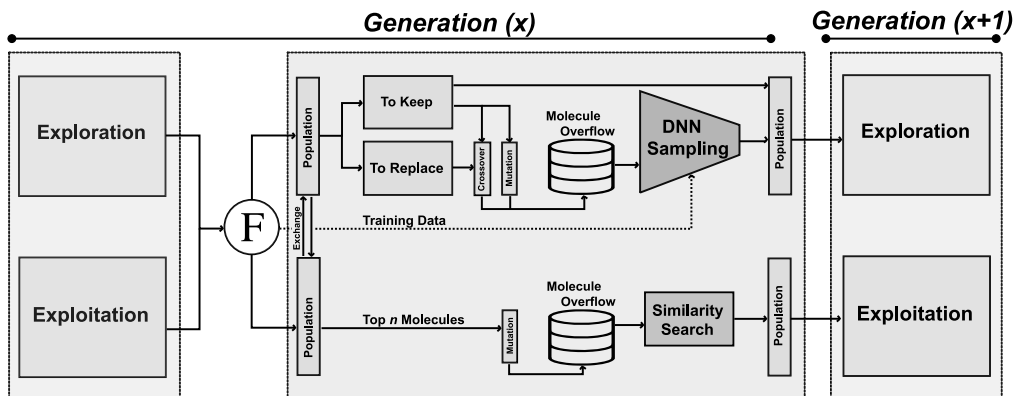 Generation (x)
Generation (x+1)
Exploration
Exploitation
F
Population
To Keep
To Replace
Crossover
Mutation
Molecule
Overflow
DNN
Sampling
Population
Exchange
Training Data
Population
Top n Molecules
Mutation
Molecule
Overflow
Similarity
Search
Population
Exploration
Exploitation